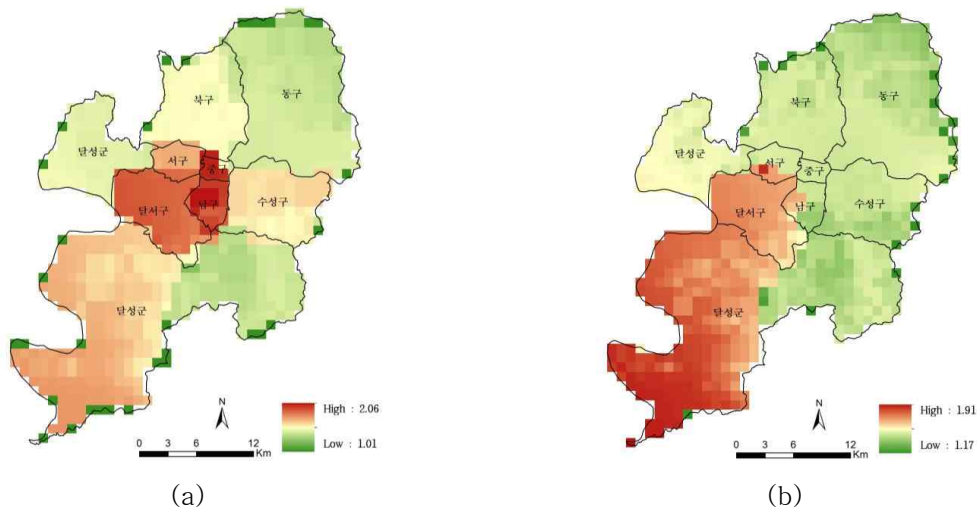 북구
동구
달성군
서구
중구
달서구
남구
수성구
달성군
N
High : 2.06
Low : 1.01
0 3 6 12
Km
(a)
북구
동구
달성군
서구
중구
달서구
남구
수성구
달성군
N
High : 1.91
Low : 1.17
0 3 6 12
Km
(b)